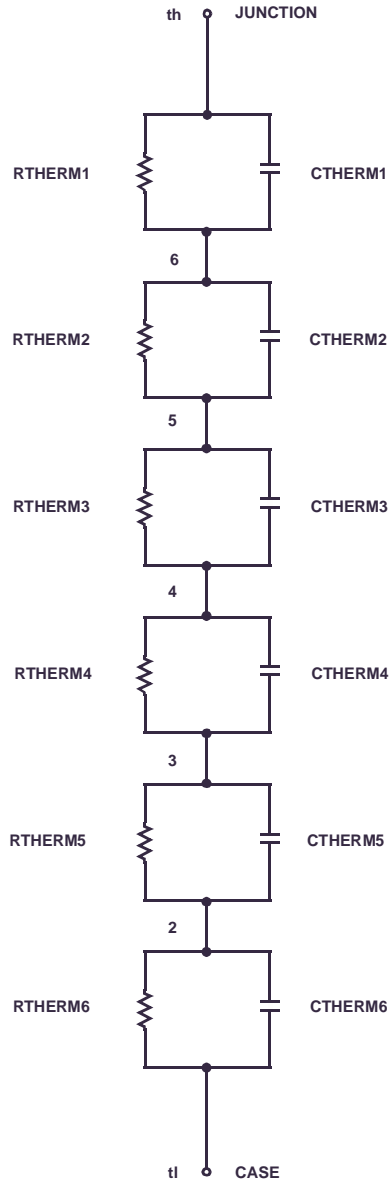 th JUNCTION
RTHERM1 CTHERM1
6
RTHERM2 CTHERM2
5
RTHERM3 CTHERM3
4
RTHERM4 CTHERM4
3
RTHERM5 CTHERM5
2
RTHERM6 CTHERM6
tl CASE